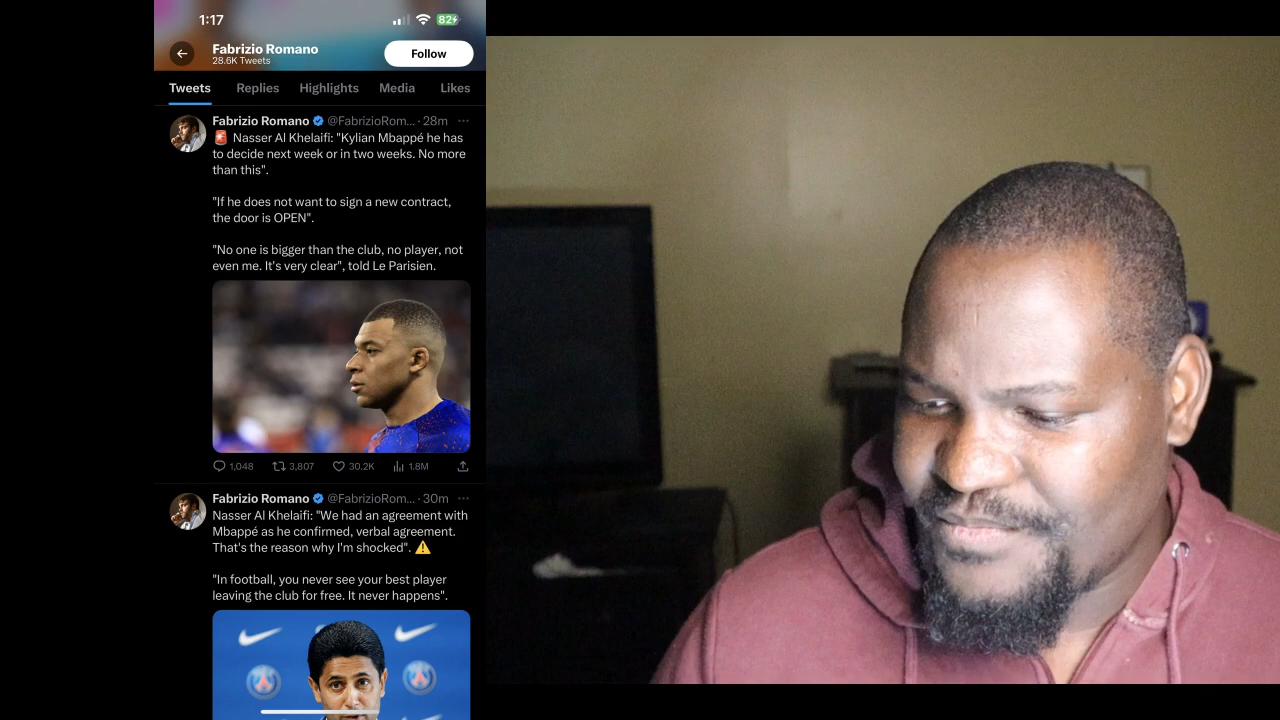 1:17
82
Fabrizio Romano
28.6K Tweets
Follow
Tweets Replies Highlights Media Likes
Fabrizio Romano @FabrizioRom... · 28m
🚨 Nasser Al Khelaifi: "Kylian Mbappé he has
to decide next week or in two weeks. No more
than this".
"If he does not want to sign a new contract,
the door is OPEN".
"No one is bigger than the club, no player, not
even me. It's very clear", told Le Parisien.
1,048 3,807 30.2K 1.8M
Fabrizio Romano @FabrizioRom... · 30m
Nasser Al Khelaifi: "We had an agreement with
Mbappé as he confirmed, verbal agreement.
That's the reason why I'm shocked". ⚠️
"In football, you never see your best player
leaving the club for free. It never happens".